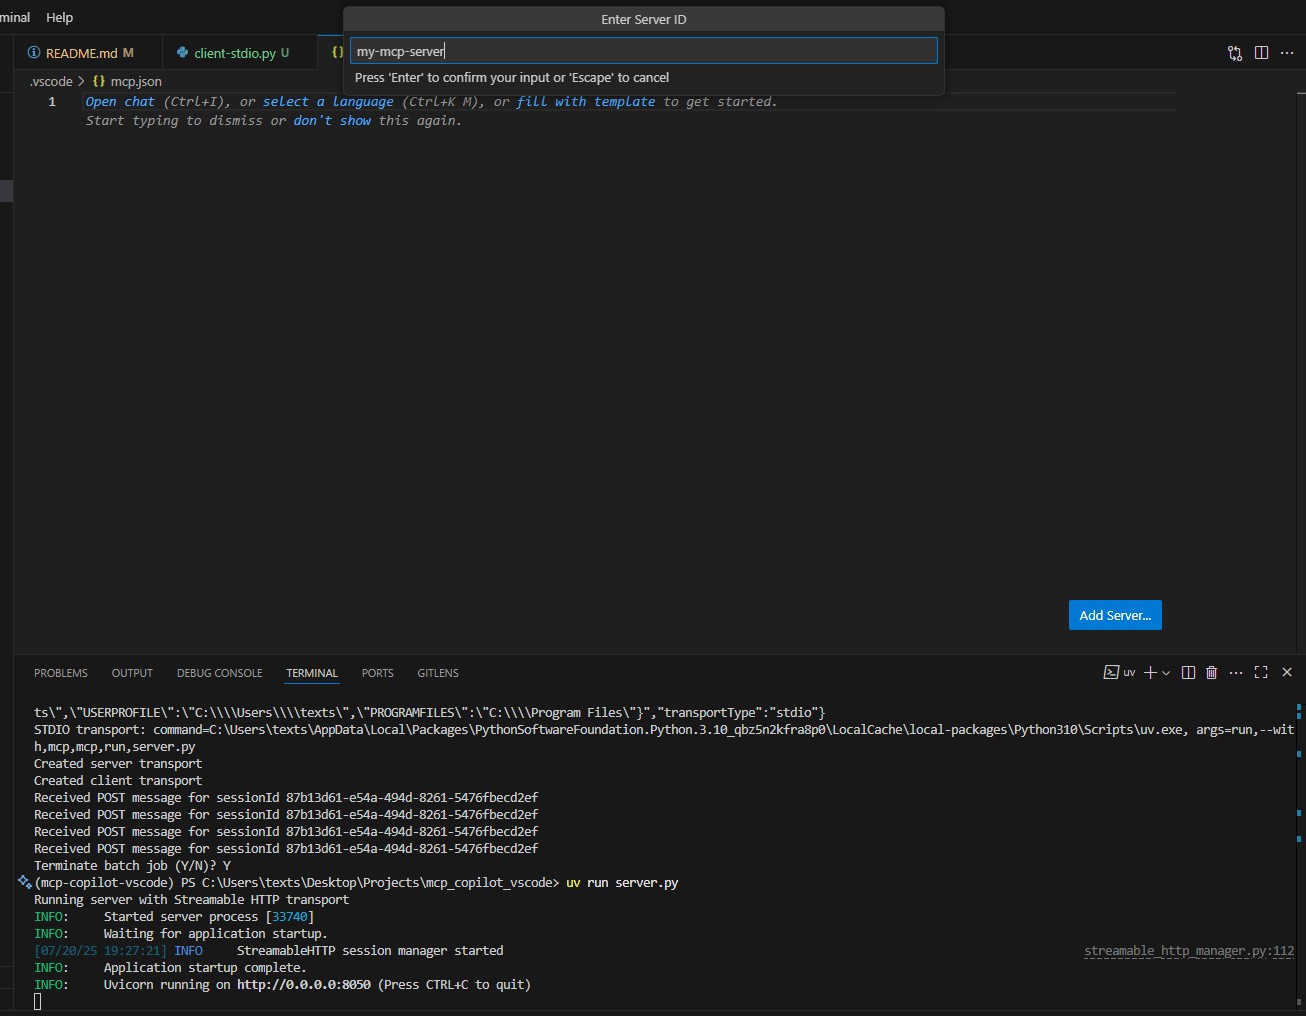 minal Help
Enter Server ID
README.md M client-stdio.py U {}
my-mcp-server
Press 'Enter' to confirm your input or 'Escape' to cancel
.vscode > {} mcp.json
1 Open chat (Ctrl+I), or select a language (Ctrl+K M), or fill with template to get started.
Start typing to dismiss or don't show this again.
Add Server...
PROBLEMS OUTPUT DEBUG CONSOLE TERMINAL PORTS GITLENS uv
ts\",\"USERPROFILE\":\"C:\\\\Users\\\\texts\",\"PROGRAMFILES\":\"C:\\\\Program Files\"}","transportType":"stdio"}
STDIO transport: command=C:\Users\texts\AppData\Local\Packages\PythonSoftwareFoundation.Python.3.10_qbz5n2kfra8p0\LocalCache\local-packages\Python310\Scripts\uv.exe, args=run,--wit
h,mcp,mcp,run,server.py
Created server transport
Created client transport
Received POST message for sessionId 87b13d61-e54a-494d-8261-5476fbecd2ef
Received POST message for sessionId 87b13d61-e54a-494d-8261-5476fbecd2ef
Received POST message for sessionId 87b13d61-e54a-494d-8261-5476fbecd2ef
Received POST message for sessionId 87b13d61-e54a-494d-8261-5476fbecd2ef
Terminate batch job (Y/N)? Y
(mcp-copilot-vscode) PS C:\Users\texts\Desktop\Projects\mcp_copilot_vscode> uv run server.py
Running server with Streamable HTTP transport
INFO: Started server process [33740]
INFO: Waiting for application startup.
[07/20/25 19:27:21] INFO StreamableHTTP session manager started streamable_http_manager.py:112
INFO: Application startup complete.
INFO: Uvicorn running on http://0.0.0.0:8050 (Press CTRL+C to quit)